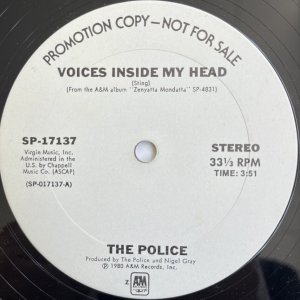 PROMOTION COPY—NOT FOR SALE
VOICES INSIDE MY HEAD
(Sting)
(From the A&M album "Zenyatta Mondatta" SP-4831)
SP-17137
Virgin Music, Inc.
Administered in the
U.S. by Chappell
Music Co. (ASCAP)
(SP-017137-A)
STEREO
33⅓ RPM
TIME: 3:51
THE POLICE
Produced by The Police and Nigel Gray
℗ 1980 A&M Records, Inc.
Z
A&M